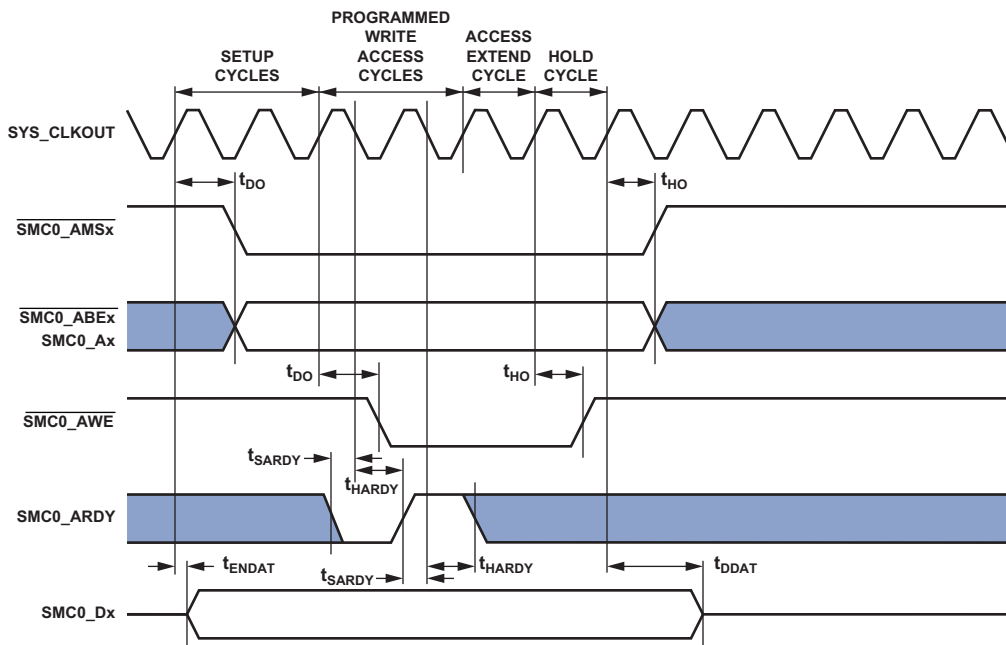 PROGRAMMED
WRITE
ACCESS
CYCLES
SETUP
CYCLES
ACCESS
EXTEND
CYCLE
HOLD
CYCLE
SYS_CLKOUT
tDO
tHO
SMC0_AMSx
SMC0_ABEx
SMC0_Ax
tDO
tHO
SMC0_AWE
tSARDY
tHARDY
SMC0_ARDY
tENDAT
tSARDY
tHARDY
tDDAT
SMC0_Dx